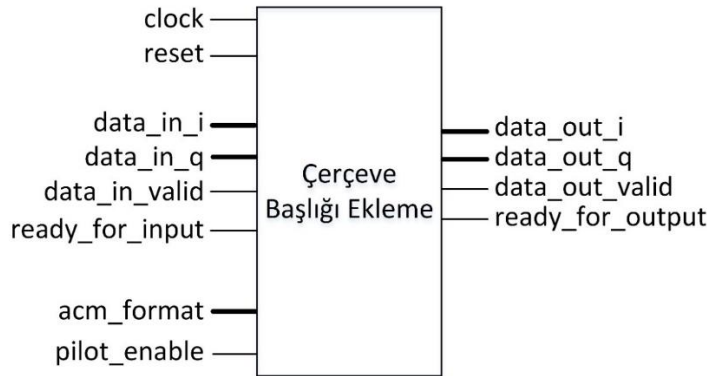 clock
reset
data_in_i
data_in_q
data_in_valid
ready_for_input
acm_format
pilot_enable
Çerçeve
Başlığı Ekleme
data_out_i
data_out_q
data_out_valid
ready_for_output